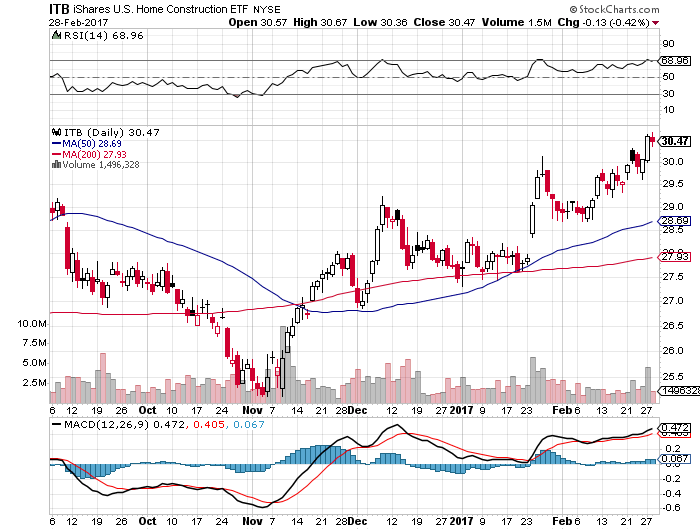 ITB iShares U.S. Home Construction ETF NYSE © StockCharts.com
28-Feb-2017 Open 30.57 High 30.67 Low 30.36 Close 30.47 Volume 1.5M Chg -0.13 (-0.42%)
RSI(14) 68.96
90
68.96
50
30
10
ITB (Daily) 30.47
MA(50) 28.69
MA(200) 27.93
Volume 1,496,328
30.47
30.0
29.5
29.0
28.69
28.5
27.93
27.5
27.0
26.5
26.0
25.5
1496328
10.0M
7.5M
5.0M
2.5M
6 12 19 26 Oct 10 17 24 Nov 7 14 21 28 Dec 12 19 27 2017 9 17 23 Feb 6 13 21 27
MACD(12,26,9) 0.472, 0.405, 0.067
0.472
0.405
0.2
0.067
0.0
-0.2
-0.4
-0.6
6 12 19 26 Oct 10 17 24 Nov 7 14 21 28 Dec 12 19 27 2017 9 17 23 Feb 6 13 21 27